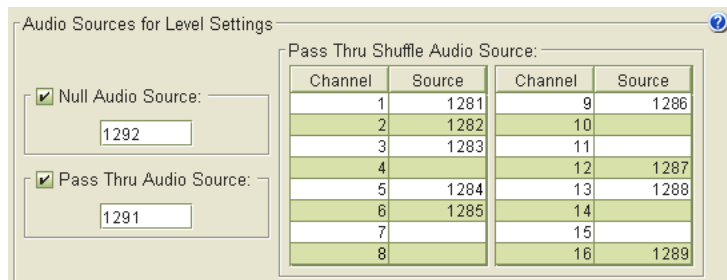 Audio Sources for Level Settings
?
Null Audio Source:
1292
Pass Thru Audio Source:
1291
Pass Thru Shuffle Audio Source:
Channel Source Channel Source
1 1281 9 1286
2 1282 10
3 1283 11
4 12 1287
5 1284 13 1288
6 1285 14
7 15
8 16 1289